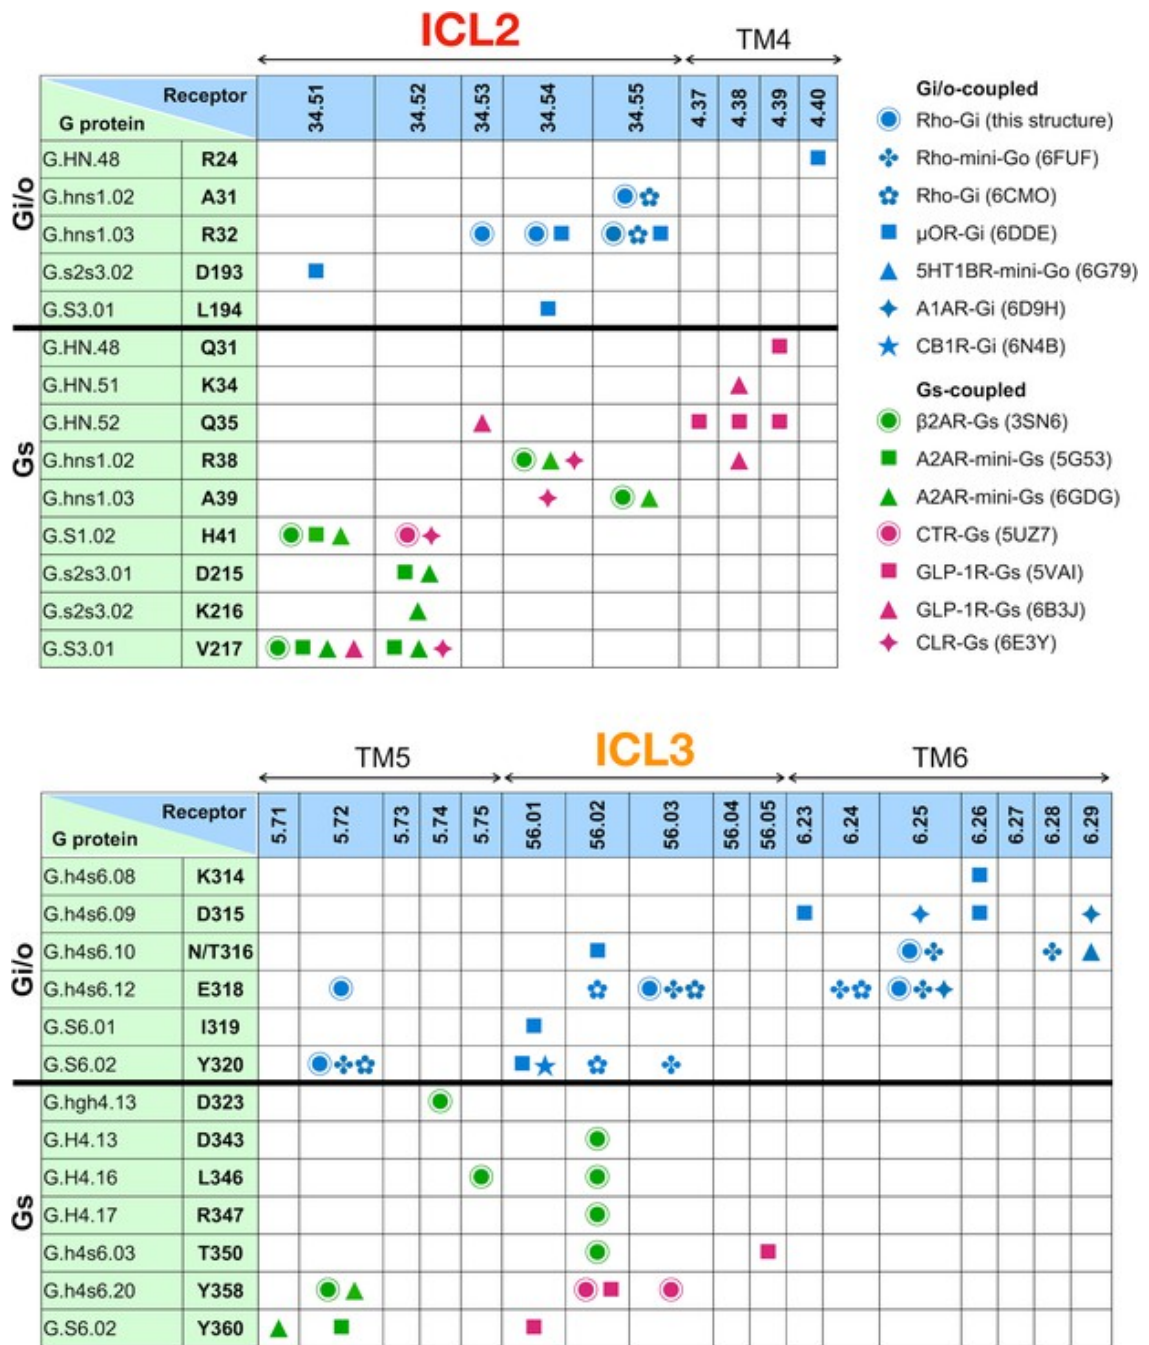 ICL2
TM4
Receptor
G protein
34.51
34.52
34.53
34.54
34.55
4.37
4.38
4.39
4.40
Gi/o
G.HN.48 R24
G.hns1.02 A31
G.hns1.03 R32
G.s2s3.02 D193
G.S3.01 L194
Gs
G.HN.48 Q31
G.HN.51 K34
G.HN.52 Q35
G.hns1.02 R38
G.hns1.03 A39
G.S1.02 H41
G.s2s3.01 D215
G.s2s3.02 K216
G.S3.01 V217
Gi/o-coupled
Rho-Gi (this structure)
Rho-mini-Go (6FUF)
Rho-Gi (6CMO)
µOR-Gi (6DDE)
5HT1BR-mini-Go (6G79)
A1AR-Gi (6D9H)
CB1R-Gi (6N4B)
Gs-coupled
β2AR-Gs (3SN6)
A2AR-mini-Gs (5G53)
A2AR-mini-Gs (6GDG)
CTR-Gs (5UZ7)
GLP-1R-Gs (5VAI)
GLP-1R-Gs (6B3J)
CLR-Gs (6E3Y)
TM5
ICL3
TM6
Receptor
G protein
5.71
5.72
5.73
5.74
5.75
56.01
56.02
56.03
56.04
56.05
6.23
6.24
6.25
6.26
6.27
6.28
6.29
Gi/o
G.h4s6.08 K314
G.h4s6.09 D315
G.h4s6.10 N/T316
G.h4s6.12 E318
G.S6.01 I319
G.S6.02 Y320
Gs
G.hgh4.13 D323
G.H4.13 D343
G.H4.16 L346
G.H4.17 R347
G.h4s6.03 T350
G.h4s6.20 Y358
G.S6.02 Y360